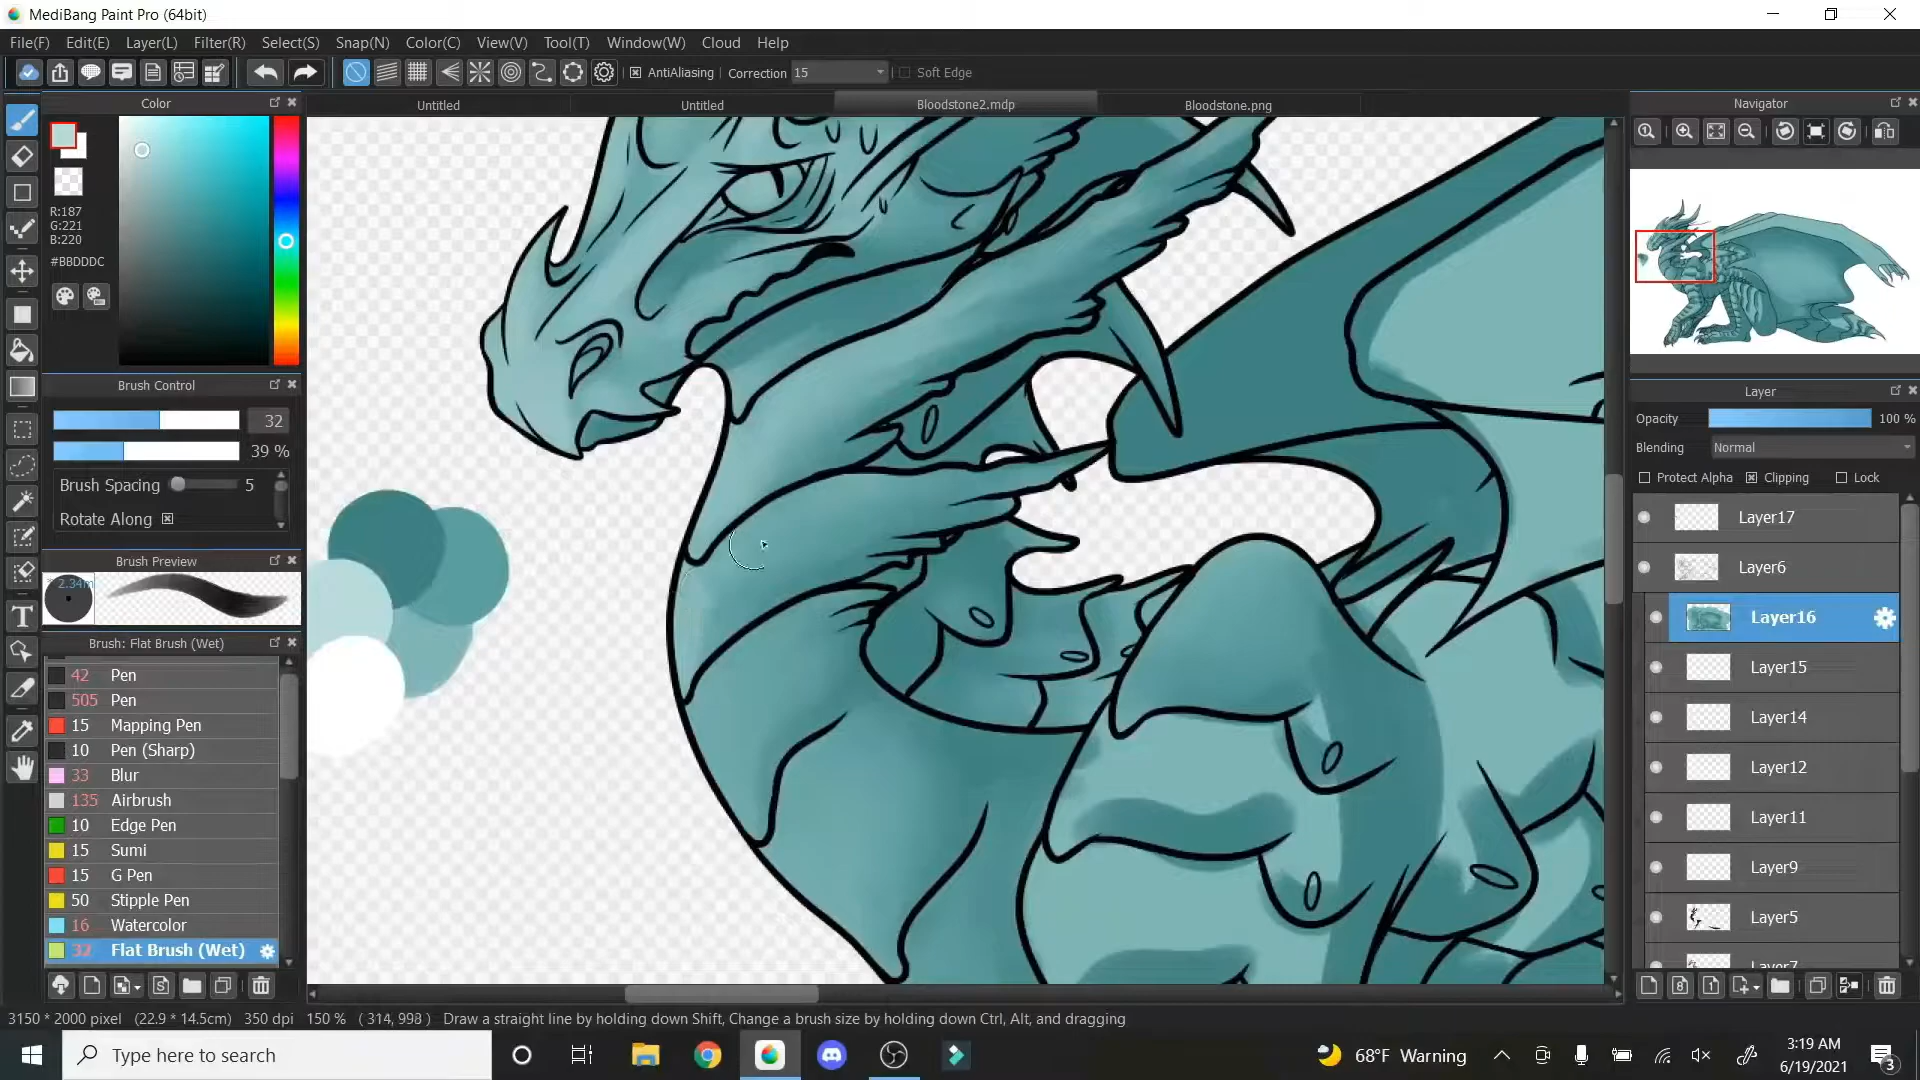 MediBang Paint Pro (64bit)
File(F) Edit(E) Layer(L) Filter(R) Select(S) Snap(N) Color(C) View(V) Tool(T) Window(W) Cloud Help
AntiAliasing Correction 15 Soft Edge
Color
R:187
G:221
B:220
#BBDDDC
Brush Control
32
39 %
Brush Spacing 5
Rotate Along
Brush Preview
2.34m
Brush: Flat Brush (Wet)
42 Pen
505 Pen
15 Mapping Pen
10 Pen (Sharp)
33 Blur
135 Airbrush
10 Edge Pen
15 Sumi
15 G Pen
50 Stipple Pen
16 Watercolor
32 Flat Brush (Wet)
Untitled Untitled Bloodstone2.mdp Bloodstone.png
Navigator
Layer
Opacity 100 %
Blending Normal
Protect Alpha Clipping Lock
Layer17
Layer6
Layer16
Layer15
Layer14
Layer12
Layer11
Layer9
Layer5
Layer7
3150 * 2000 pixel (22.9 * 14.5cm) 350 dpi 150 % ( 314, 998 ) Draw a straight line by holding down Shift, Change a brush size by holding down Ctrl, Alt, and dragging
Type here to search
68°F Warning
3:19 AM
6/19/2021
3